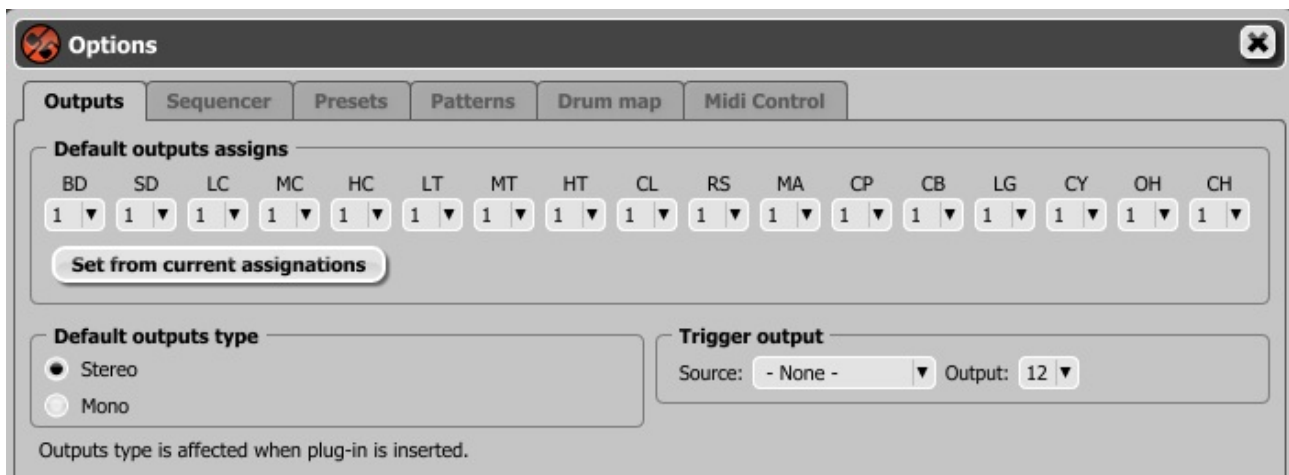 Options
Outputs Sequencer Presets Patterns Drum map Midi Control
Default outputs assigns
BD SD LC MC HC LT MT HT CL RS MA CP CB LG CY OH CH
1 1 1 1 1 1 1 1 1 1 1 1 1 1 1 1 1
Set from current assignations
Default outputs type
Stereo
Mono
Trigger output
Source: - None - Output: 12
Outputs type is affected when plug-in is inserted.